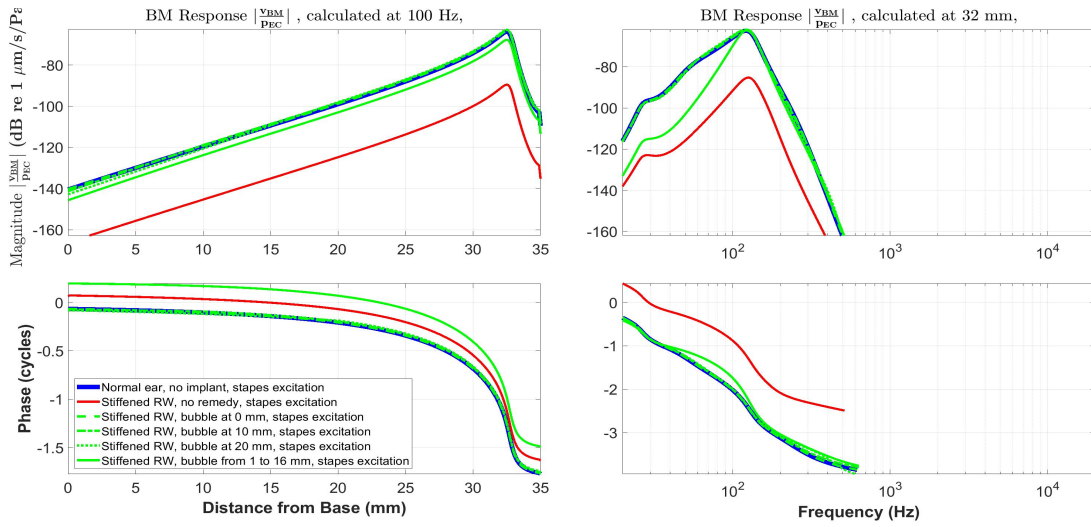 BM Response |v_BM/p_EC| , calculated at 100 Hz,
BM Response |v_BM/p_EC| , calculated at 32 mm,
Magnitude |v_BM/p_EC| (dB re 1 μm/s/Pa
-80
-100
-120
-140
-160
0 5 10 15 20 25 30 35
-80
-100
-120
-140
-160
10² 10³ 10⁴
Phase (cycles)
0
-0.5
-1
-1.5
Normal ear, no implant, stapes excitation
Stiffened RW, no remedy, stapes excitation
Stiffened RW, bubble at 0 mm, stapes excitation
Stiffened RW, bubble at 10 mm, stapes excitation
Stiffened RW, bubble at 20 mm, stapes excitation
Stiffened RW, bubble from 1 to 16 mm, stapes excitation
0 5 10 15 20 25 30 35
Distance from Base (mm)
0
-1
-2
-3
10² 10³ 10⁴
Frequency (Hz)